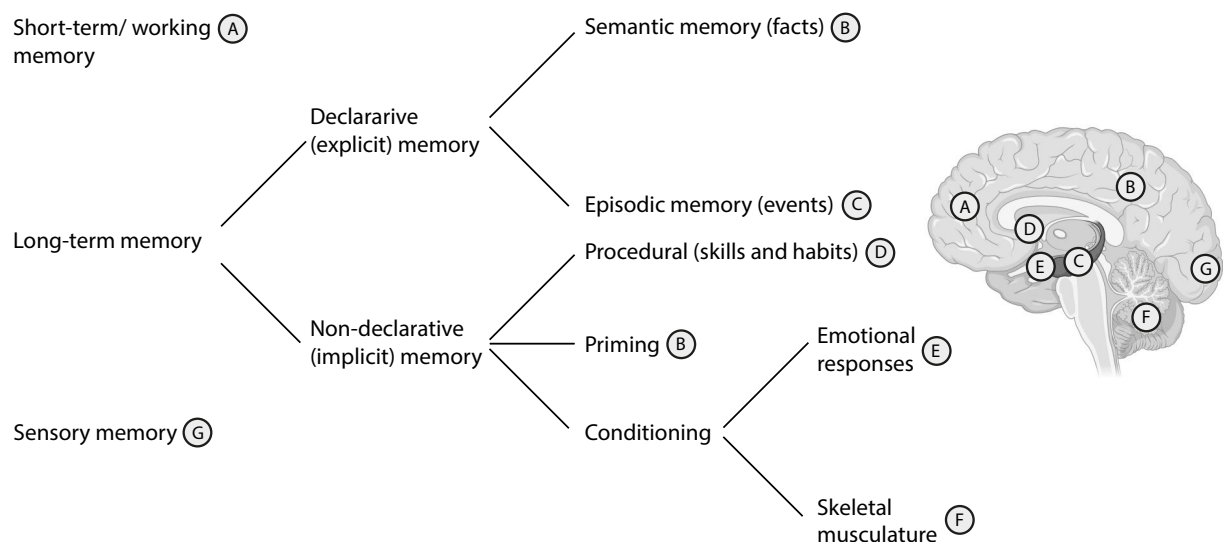 Short-term/ working A
memory
Semantic memory (facts) B
Declararive
(explicit) memory
Episodic memory (events) C
Long-term memory
Procedural (skills and habits) D
Non-declarative
(implicit) memory
Priming B
Emotional
responses E
Sensory memory G
Conditioning
Skeletal
musculature F
A
B
D
E
C
G
F